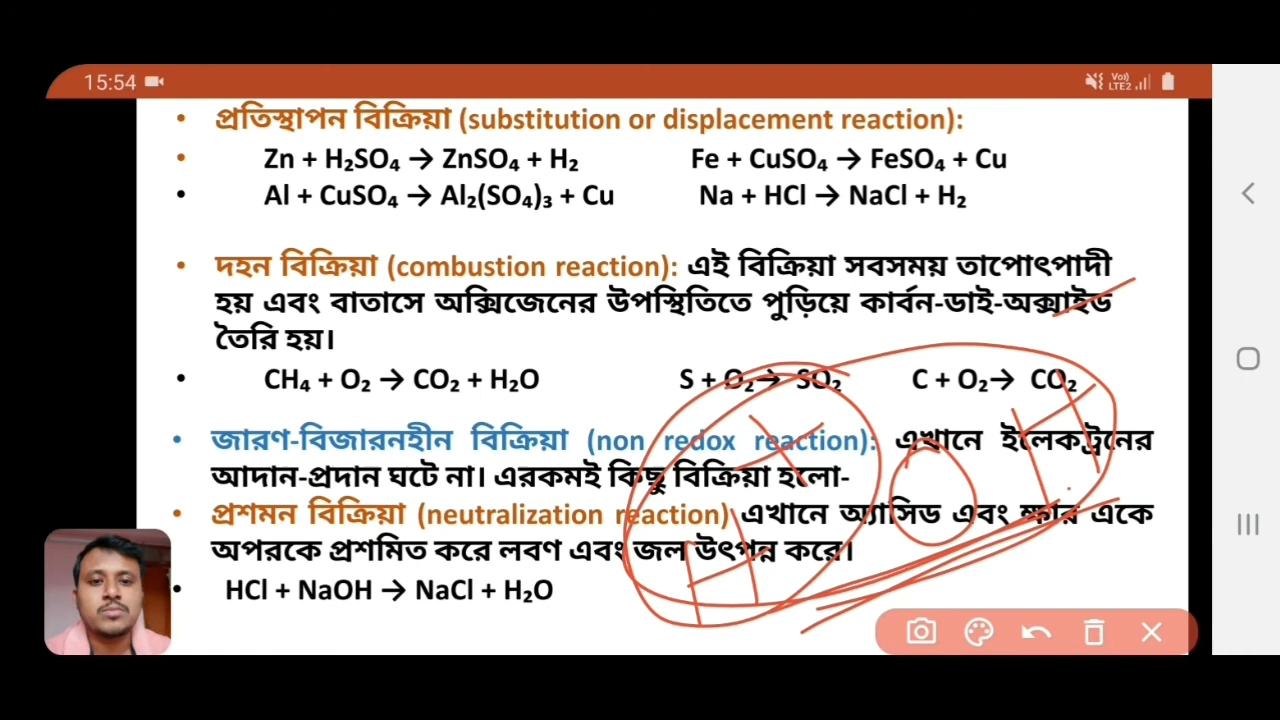 15:54
Vo) LTE2
প্রতিস্থাপন বিক্রিয়া (substitution or displacement reaction):
Zn + H₂SO₄ → ZnSO₄ + H₂ Fe + CuSO₄ → FeSO₄ + Cu
Al + CuSO₄ → Al₂(SO₄)₃ + Cu Na + HCl → NaCl + H₂
দহন বিক্রিয়া (combustion reaction): এই বিক্রিয়া সবসময় তাপোৎপাদী
হয় এবং বাতাসে অক্সিজেনের উপস্থিতিতে পুড়িয়ে কার্বন-ডাই-অক্সাইড
তৈরি হয়।
CH₄ + O₂ → CO₂ + H₂O S + O₂→ SO₂ C + O₂→ CO₂
জারণ-বিজারনহীন বিক্রিয়া (non redox reaction): এখানে ইলেকট্রনের
আদান-প্রদান ঘটে না। এরকমই কিছু বিক্রিয়া হলো-
প্রশমন বিক্রিয়া (neutralization reaction) এখানে অ্যাসিড এবং ক্ষার একে
অপরকে প্রশমিত করে লবণ এবং জল উৎপন্ন করে।
HCl + NaOH → NaCl + H₂O
H + OH